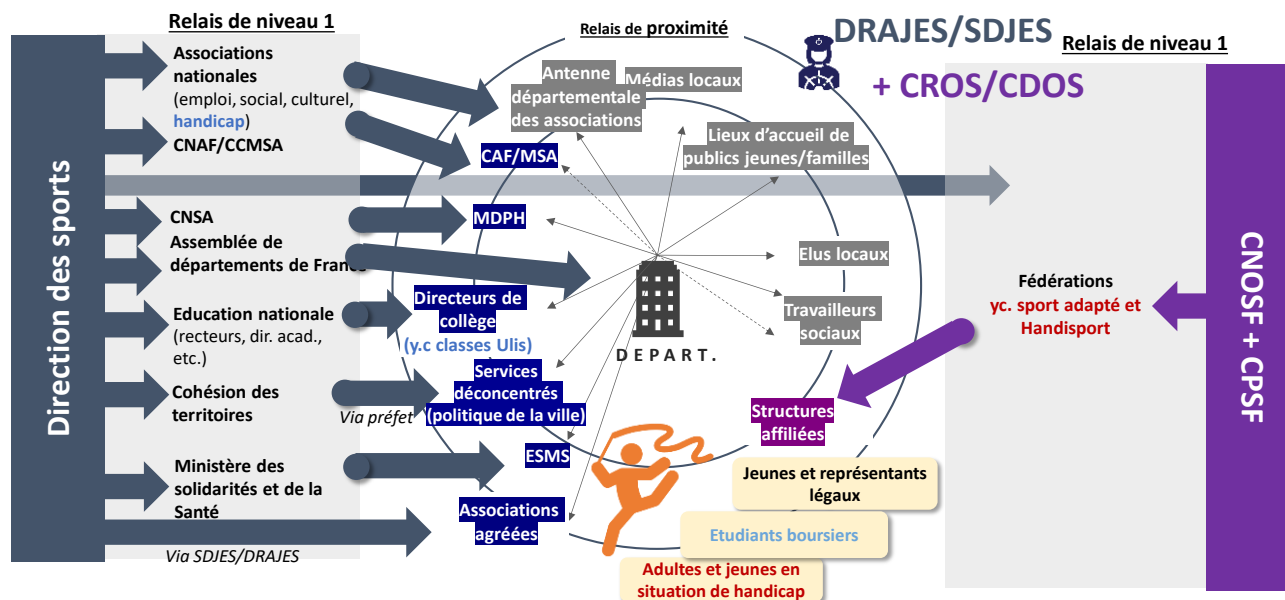 Relais de niveau 1
Direction des sports
Associations
nationales
(emploi, social, culturel,
handicap)
CNAF/CCMSA
CNSA
Assemblée de
départements de France
Education nationale
(recteurs, dir. acad.,
etc.)
Cohésion des
territoires
Via préfet
Ministère des
solidarités et de la
Santé
Via SDJES/DRAJES
Relais de proximité
Antenne
départementale
des associations
Médias locaux
Lieux d’accueil de
publics jeunes/familles
CAF/MSA
MDPH
Elus locaux
Directeurs de
collège
(y.c classes Ulis)
Travailleurs
sociaux
DEPART.
Services
déconcentrés
(politique de la ville)
ESMS
Associations
agréées
Structures
affiliées
Jeunes et représentants
légaux
Etudiants boursiers
Adultes et jeunes en
situation de handicap
DRAJES/SDJES
+ CROS/CDOS
Relais de niveau 1
Fédérations
yc. sport adapté et
Handisport
CNOSF + CPSF